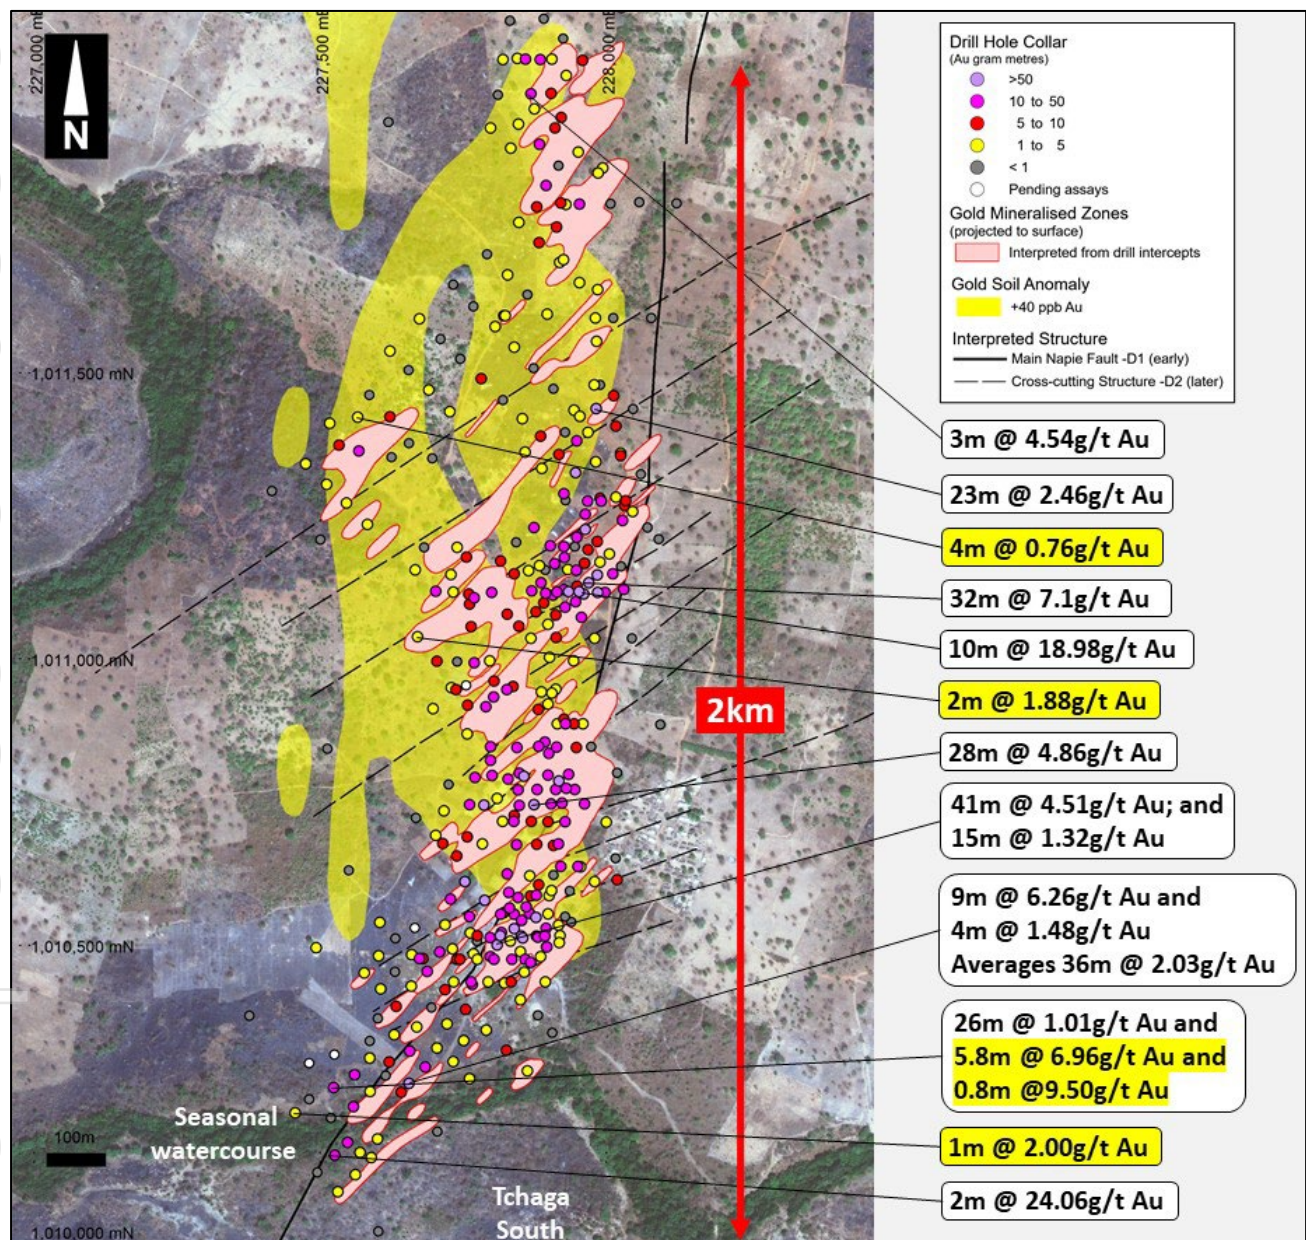 227,000 mE
227,500 mE
228,000 mE
N
Drill Hole Collar
(Au gram metres)
>50
10 to 50
5 to 10
1 to 5
< 1
Pending assays
Gold Mineralised Zones
(projected to surface)
Interpreted from drill intercepts
Gold Soil Anomaly
+40 ppb Au
Interpreted Structure
Main Napie Fault -D1 (early)
Cross-cutting Structure -D2 (later)
1,011,500 mN
3m @ 4.54g/t Au
23m @ 2.46g/t Au
4m @ 0.76g/t Au
32m @ 7.1g/t Au
10m @ 18.98g/t Au
1,011,000 mN
2m @ 1.88g/t Au
2km
28m @ 4.86g/t Au
41m @ 4.51g/t Au; and
15m @ 1.32g/t Au
9m @ 6.26g/t Au and
4m @ 1.48g/t Au
Averages 36m @ 2.03g/t Au
1,010,500 mN
26m @ 1.01g/t Au and
5.8m @ 6.96g/t Au and
0.8m @9.50g/t Au
Seasonal
watercourse
100m
1m @ 2.00g/t Au
2m @ 24.06g/t Au
Tchaga
South
1,010,000 mN